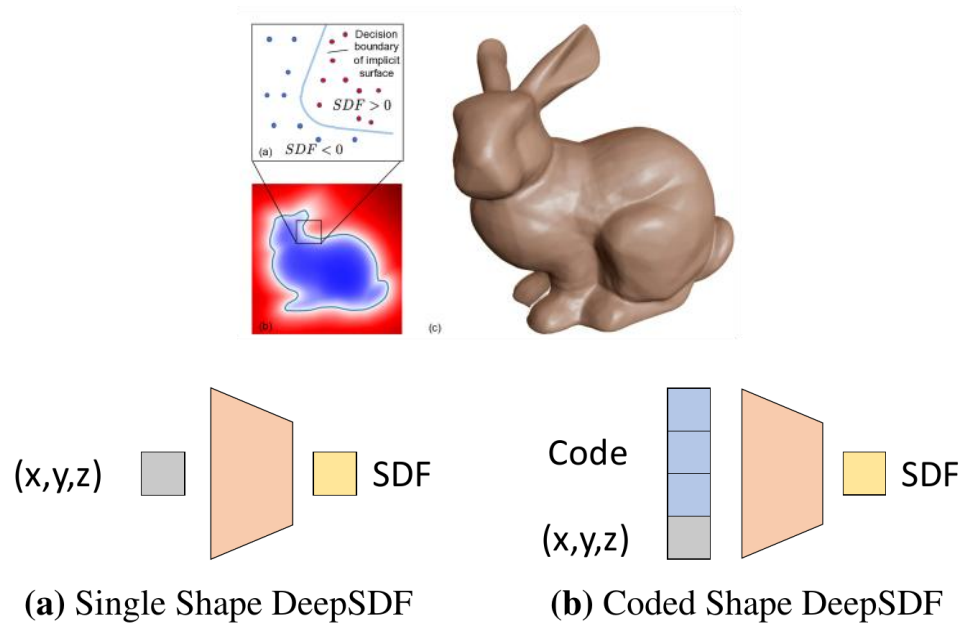 Decision
boundary
of implicit
surface
SDF > 0
SDF < 0
(a)
(b)
(c)
Code
(x,y,z)
SDF
(x,y,z)
SDF
(a) Single Shape DeepSDF
(b) Coded Shape DeepSDF